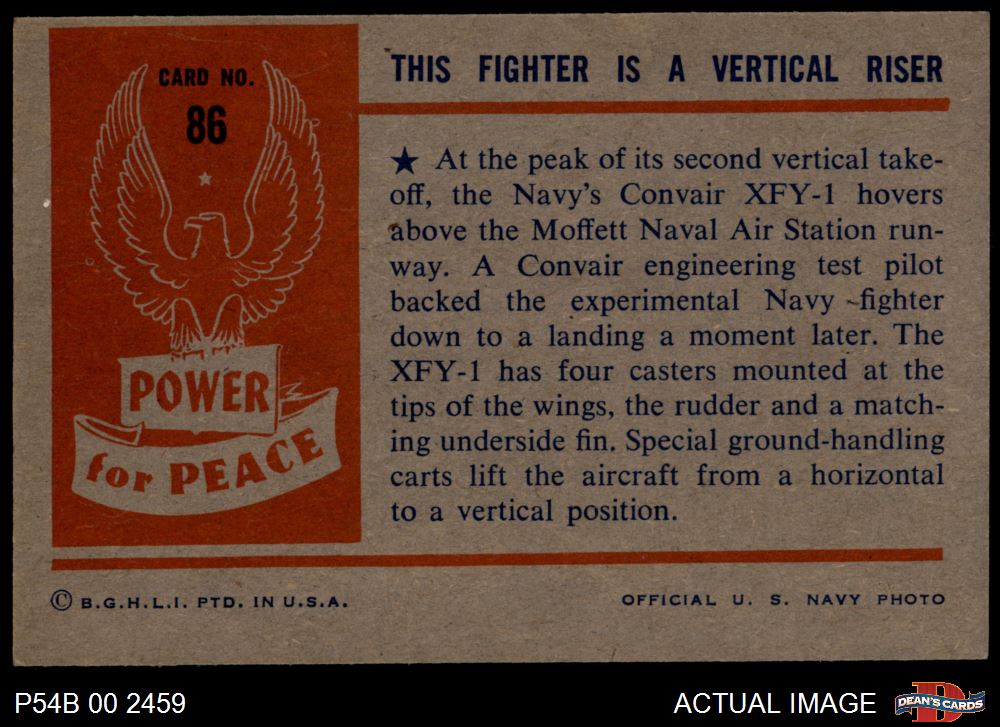 CARD NO.
86
POWER
for PEACE
THIS FIGHTER IS A VERTICAL RISER
★ At the peak of its second vertical take-
off, the Navy's Convair XFY-1 hovers
above the Moffett Naval Air Station run-
way. A Convair engineering test pilot
backed the experimental Navy fighter
down to a landing a moment later. The
XFY-1 has four casters mounted at the
tips of the wings, the rudder and a match-
ing underside fin. Special ground-handling
carts lift the aircraft from a horizontal
to a vertical position.
© B.G.H.L.I. PTD. IN U.S.A.
OFFICIAL U. S. NAVY PHOTO
P54B 00 2459
ACTUAL IMAGE
D
DEAN'S CARDS